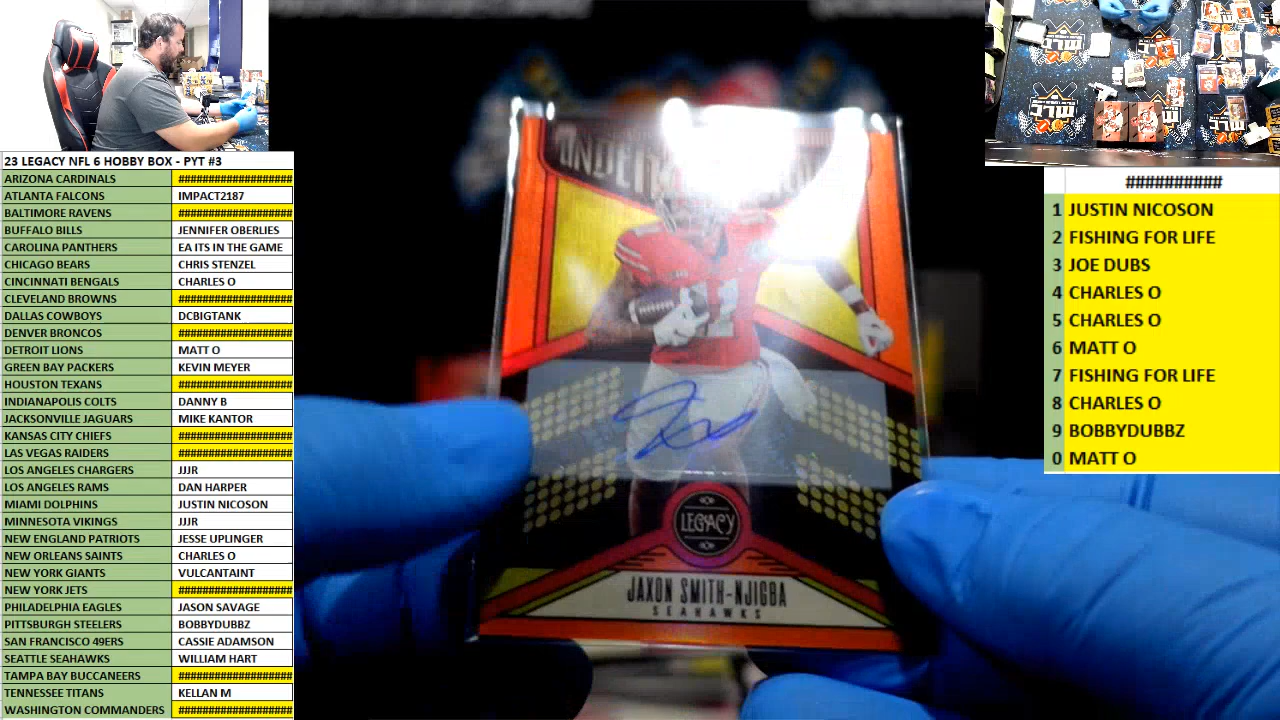 23 LEGACY NFL 6 HOBBY BOX - PYT #3
ARIZONA CARDINALS ##################
ATLANTA FALCONS IMPACT2187
BALTIMORE RAVENS ##################
BUFFALO BILLS JENNIFER OBERLIES
CAROLINA PANTHERS EA ITS IN THE GAME
CHICAGO BEARS CHRIS STENZEL
CINCINNATI BENGALS CHARLES O
CLEVELAND BROWNS ##################
DALLAS COWBOYS DCBIGTANK
DENVER BRONCOS ##################
DETROIT LIONS MATT O
GREEN BAY PACKERS KEVIN MEYER
HOUSTON TEXANS ##################
INDIANAPOLIS COLTS DANNY B
JACKSONVILLE JAGUARS MIKE KANTOR
KANSAS CITY CHIEFS ##################
LAS VEGAS RAIDERS ##################
LOS ANGELES CHARGERS JJJR
LOS ANGELES RAMS DAN HARPER
MIAMI DOLPHINS JUSTIN NICOSON
MINNESOTA VIKINGS JJJR
NEW ENGLAND PATRIOTS JESSE UPLINGER
NEW ORLEANS SAINTS CHARLES O
NEW YORK GIANTS VULCANTAINT
NEW YORK JETS ##################
PHILADELPHIA EAGLES JASON SAVAGE
PITTSBURGH STEELERS BOBBYDUBBZ
SAN FRANCISCO 49ERS CASSIE ADAMSON
SEATTLE SEAHAWKS WILLIAM HART
TAMPA BAY BUCCANEERS ##################
TENNESSEE TITANS KELLAN M
WASHINGTON COMMANDERS ##################
LEGACY
JAXON SMITH-NJIGBA
SEAHAWKS
##########
1 JUSTIN NICOSON
2 FISHING FOR LIFE
3 JOE DUBS
4 CHARLES O
5 CHARLES O
6 MATT O
7 FISHING FOR LIFE
8 CHARLES O
9 BOBBYDUBBZ
0 MATT O